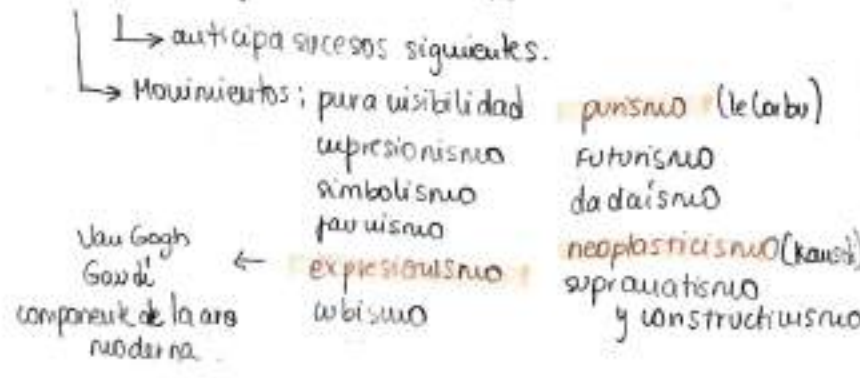 → anticipa sucesos siguientes.
→ Movimientos: pura visibilidad
impresionismo
simbolismo
fauvismo
expresionismo
cubismo
purismo (le Corbu)
FUTURISMO
dadaísmo
neoplasticismo
suprematismo
y constructivismo
←
Van Gogh
Gaudí
componente de la arq
moderna